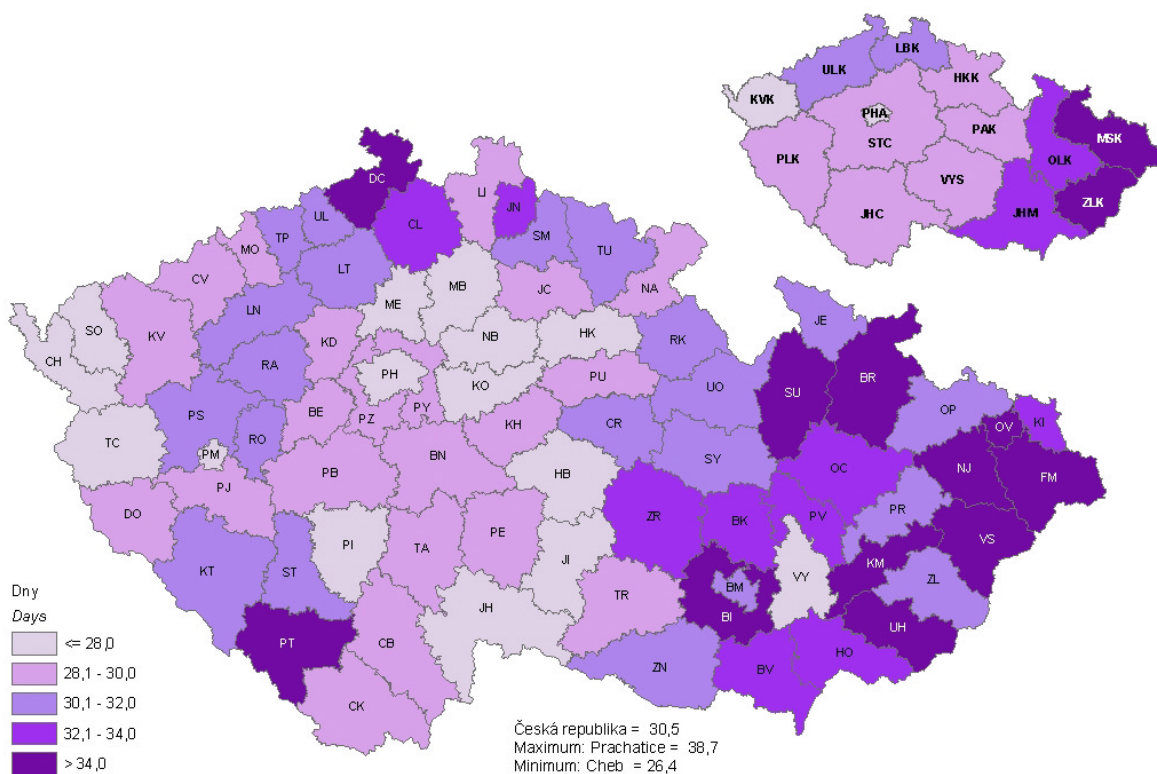 LBK
ULK
HKK
KVK
PHA
PAK
MSK
STC
OLK
PLK
VYS
ZLK
JHC
JHM
DC
LI
JN
UL
CL
SM
TP
TU
MO
LT
CV
MB
JC
NA
ME
LN
SO
KV
KD
NB
HK
JE
CH
RK
RA
PH
KO
PU
BR
SU
UO
OP
KI
BE
PZ
PY
PS
RO
KH
CR
OV
TC
PM
SY
OC
NJ
FM
PB
BN
HB
PJ
DO
ZR
BK
PV
PR
VS
PI
TA
PE
JI
KT
ST
KM
VY
ZL
BM
JH
TR
BI
UH
PT
CB
HO
ZN
BV
CK
Dny
Days
<= 28,0
28,1 - 30,0
30,1 - 32,0
32,1 - 34,0
> 34,0
Česká republika = 30,5
Maximum: Prachatice = 38,7
Minimum: Cheb = 26,4